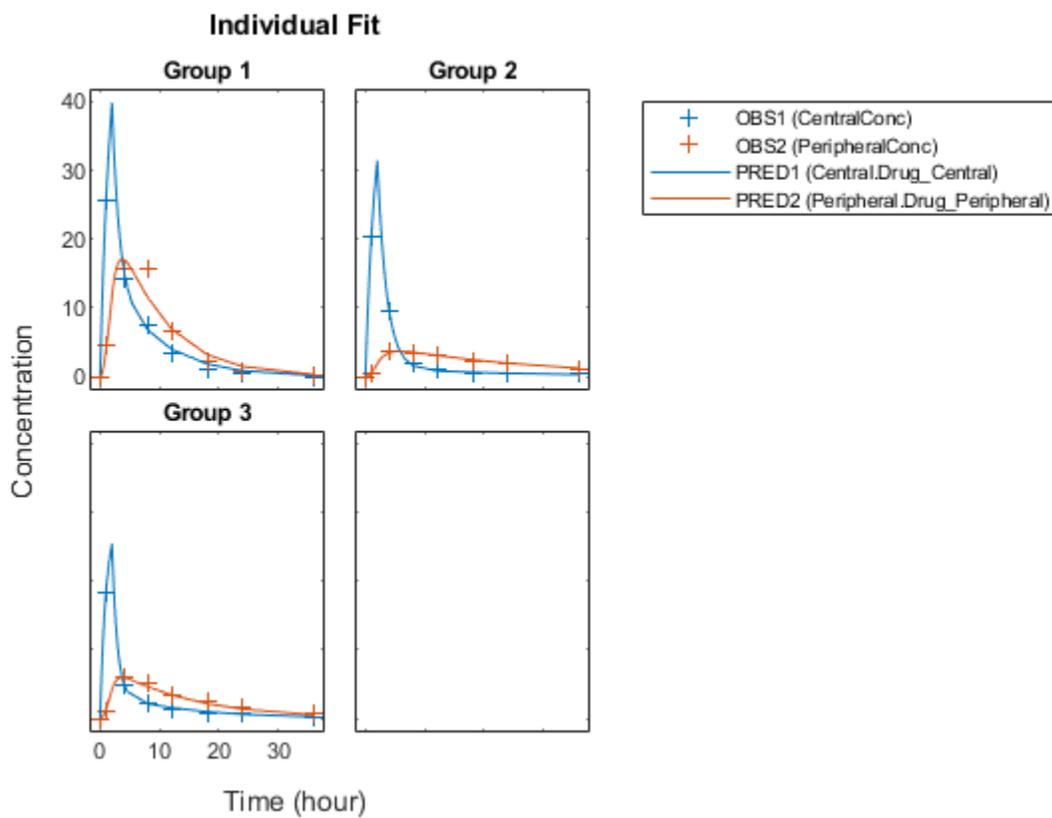 Individual Fit
Group 1
Group 2
40
30
20
10
0
OBS1 (CentralConc)
OBS2 (PeripheralConc)
PRED1 (Central.Drug_Central)
PRED2 (Peripheral.Drug_Peripheral)
Concentration
Group 3
0 10 20 30
Time (hour)